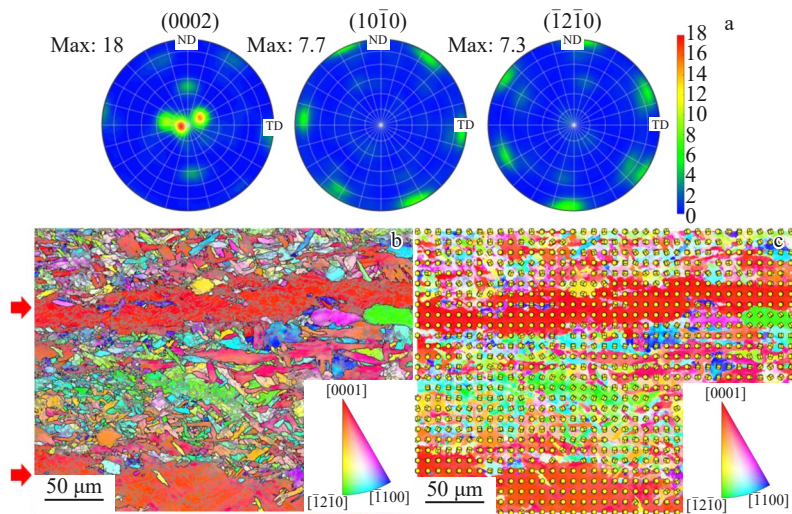 (0002) (101̄0) (1̄21̄0) a
Max: 18 ND Max: 7.7 ND Max: 7.3 ND 18
16
14
12
10
TD TD TD 8
6
4
2
0
b c
[0001] [0001]
50 μm [1̄21̄0] [1̄100] 50 μm [1̄21̄0] [1̄100]